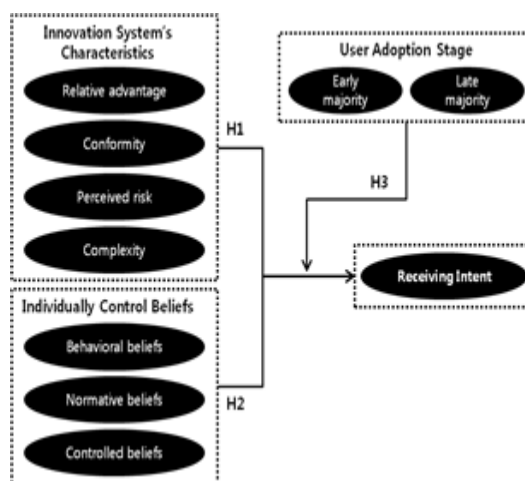 Innovation System's
Characteristics
Relative advantage
Conformity
Perceived risk
Complexity
H1
User Adoption Stage
Early
majority
Late
majority
H3
Receiving Intent
Individually Control Beliefs
Behavioral beliefs
Normative beliefs
Controlled beliefs
H2